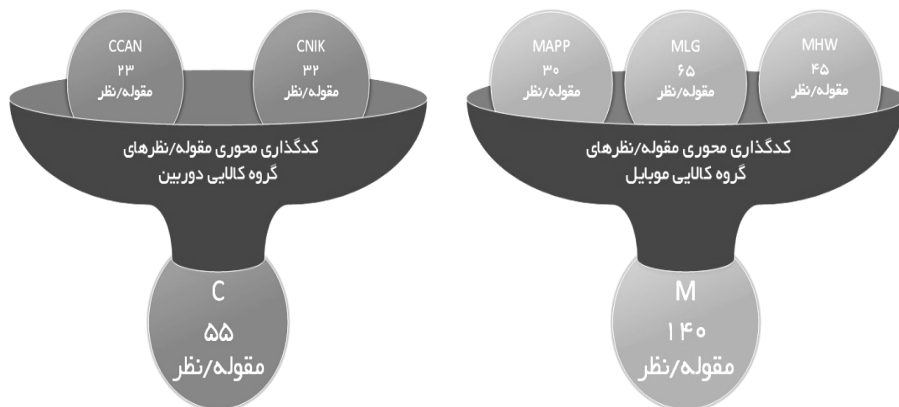 CCAN
۲۳
مقوله/نظر
CNIK
۳۲
مقوله/نظر
کدگذاری محوری مقوله/نظرهای
گروه کالایی دوربین
C
۵۵
مقوله/نظر
MAPP
۳۰
مقوله/نظر
MLG
۶۵
مقوله/نظر
MHW
۴۵
مقوله/نظر
کدگذاری محوری مقوله/نظرهای
گروه کالایی موبایل
M
۱۴۰
مقوله/نظر